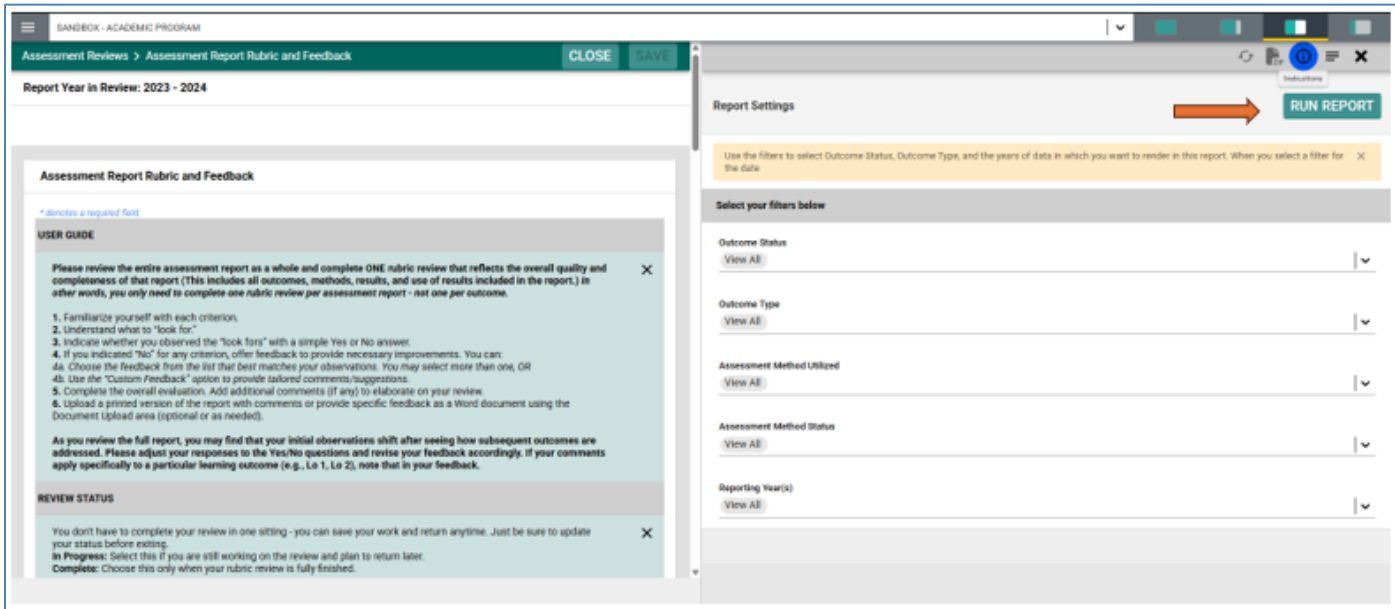 SANDBOX - ACADEMIC PROGRAM
Assessment Reviews > Assessment Report Rubric and Feedback
CLOSE
SAVE
Report Year in Review: 2023 - 2024
Assessment Report Rubric and Feedback
* denotes a required field.
USER GUIDE
Please review the entire assessment report as a whole and complete ONE rubric review that reflects the overall quality and
completeness of that report (This includes all outcomes, methods, results, and use of results included in the report.) in
other words, you only need to complete one rubric review per assessment report - not one per outcome.
1. Familiarize yourself with each criterion.
2. Understand what to "look for."
3. Indicate whether you observed the "look fors" with a simple Yes or No answer.
4. If you indicated "No" for any criterion, offer feedback to provide necessary improvements. You can:
4a. Choose the feedback from the list that best matches your observations. You may select more than one, OR
4b. Use the "Custom Feedback" option to provide tailored comments/suggestions.
5. Complete the overall evaluation. Add additional comments (if any) to elaborate on your review.
6. Upload a printed version of the report with comments or provide specific feedback as a Word document using the
Document Upload area (optional or as needed).
As you review the full report, you may find that your initial observations shift after seeing how subsequent outcomes are
addressed. Please adjust your responses to the Yes/No questions and revise your feedback accordingly. If your comments
apply specifically to a particular learning outcome (e.g., Lo 1, Lo 2), note that in your feedback.
REVIEW STATUS
You don't have to complete your review in one sitting - you can save your work and return anytime. Just be sure to update
your status before exiting.
In Progress: Select this if you are still working on the review and plan to return later.
Complete: Choose this only when your rubric review is fully finished.
Instructions
Report Settings
RUN REPORT
Use the filters to select Outcome Status, Outcome Type, and the years of data in which you want to render in this report. When you select a filter for
the date
Select your filters below
Outcome Status
View All
Outcome Type
View All
Assessment Method Utilized
View All
Assessment Method Status
View All
Reporting Year(s)
View All